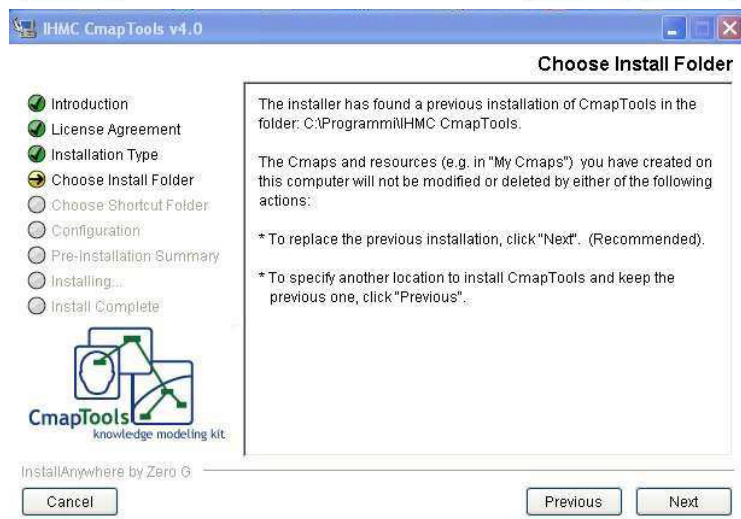 IHMC CmapTools v4.0
Choose Install Folder
Introduction
License Agreement
Installation Type
Choose Install Folder
Choose Shortcut Folder
Configuration
Pre-Installation Summary
Installing...
Install Complete
CmapTools
knowledge modeling kit
The installer has found a previous installation of CmapTools in the
folder: C:\Programmi\IHMC CmapTools.
The Cmaps and resources (e.g. in "My Cmaps")  you have created on
this computer will not be modified or deleted by either of the following
actions:
* To replace the previous installation, click "Next".  (Recommended).
* To specify another location to install CmapTools and keep the
previous one, click "Previous".
InstallAnywhere by Zero G
Cancel
Previous
Next